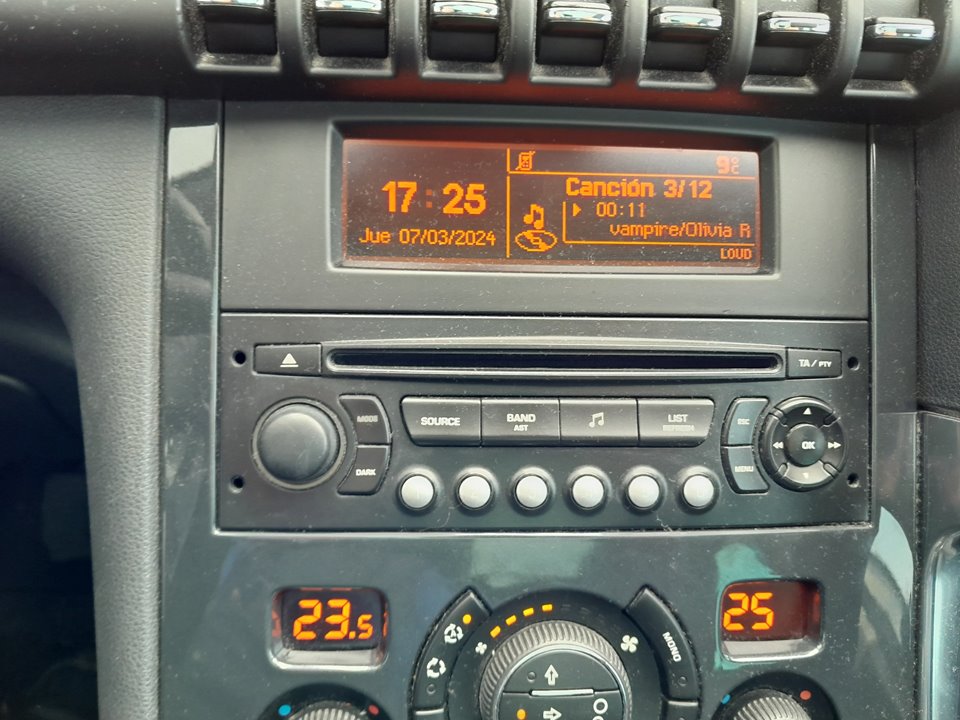 9°C
17:25
Canción 3/12
00:11
Jue 07/03/2024
vampire/Olivia R
LOUD
TA/PTY
MODE
SOURCE
BAND
AST
LIST
REFRESH
ESC
OK
DARK
MENU
23.5
25
MONO